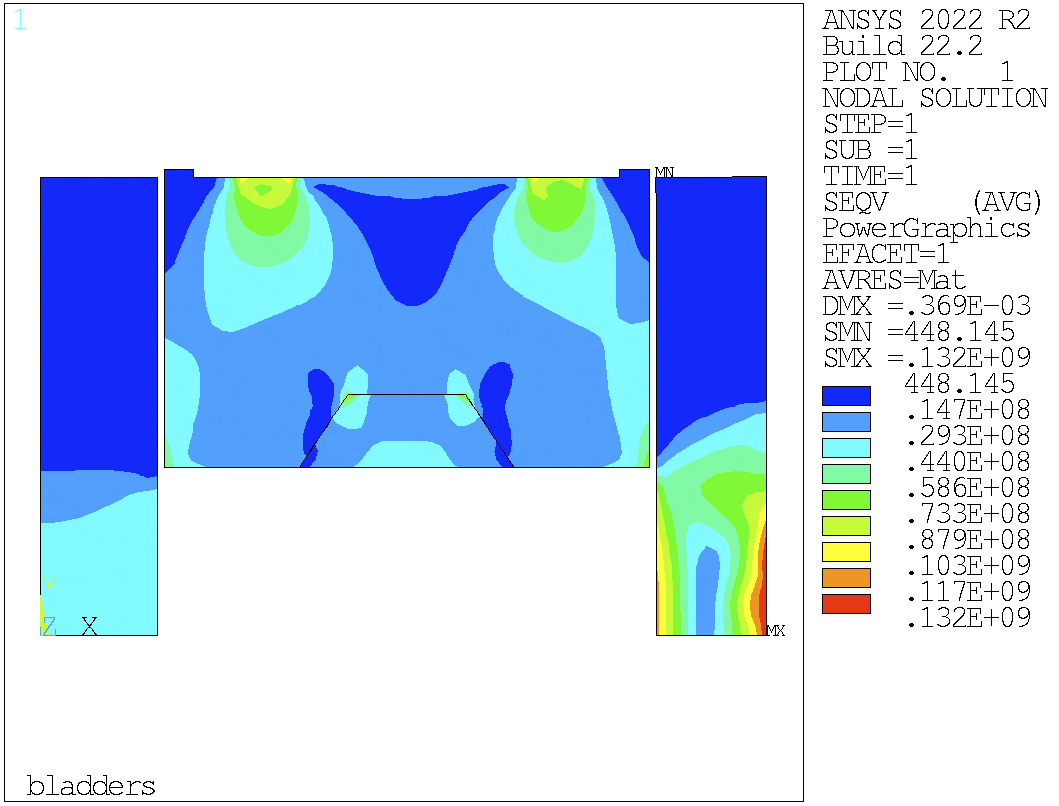 1
ANSYS 2022 R2
Build 22.2
PLOT NO.   1
NODAL SOLUTION
STEP=1
SUB =1
TIME=1
SEQV     (AVG)
PowerGraphics
EFACET=1
AVRES=Mat
DMX =.369E-03
SMN =448.145
SMX =.132E+09
448.145
.147E+08
.293E+08
.440E+08
.586E+08
.733E+08
.879E+08
.103E+09
.117E+09
.132E+09
MN
Y
Z X
MX
bladders